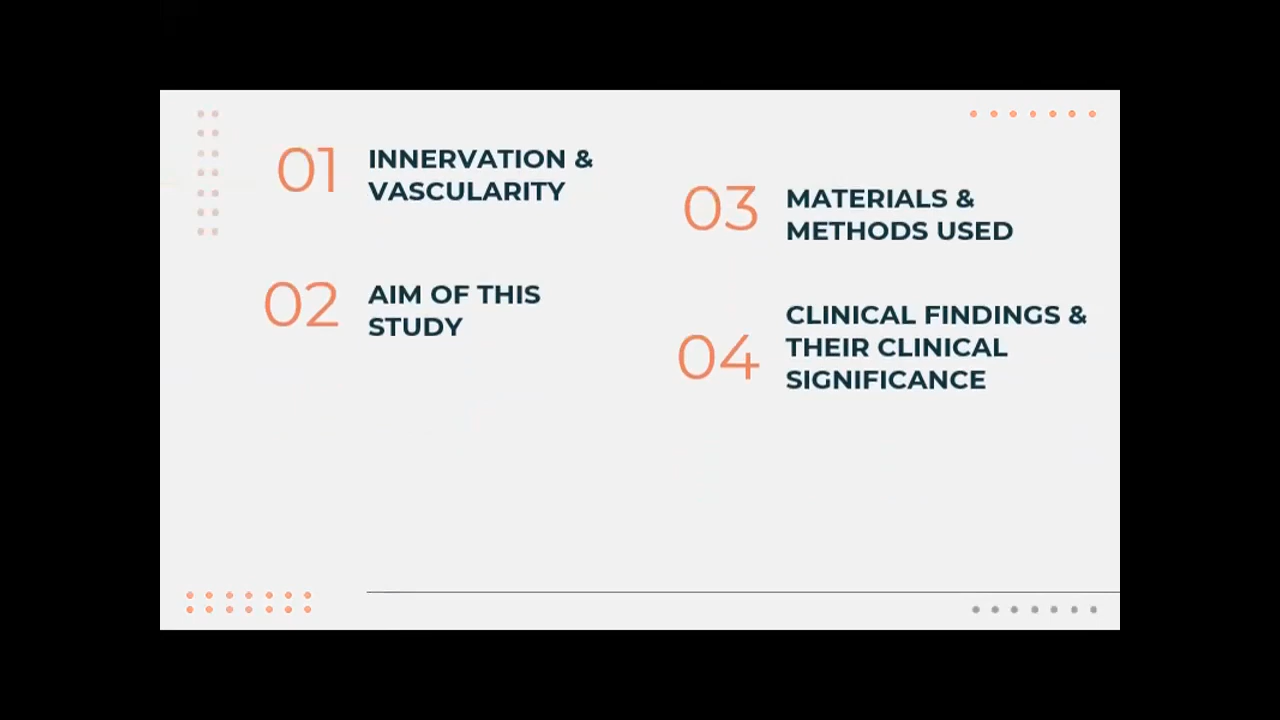 01
INNERVATION &
VASCULARITY
02
AIM OF THIS
STUDY
03
MATERIALS &
METHODS USED
04
CLINICAL FINDINGS &
THEIR CLINICAL
SIGNIFICANCE